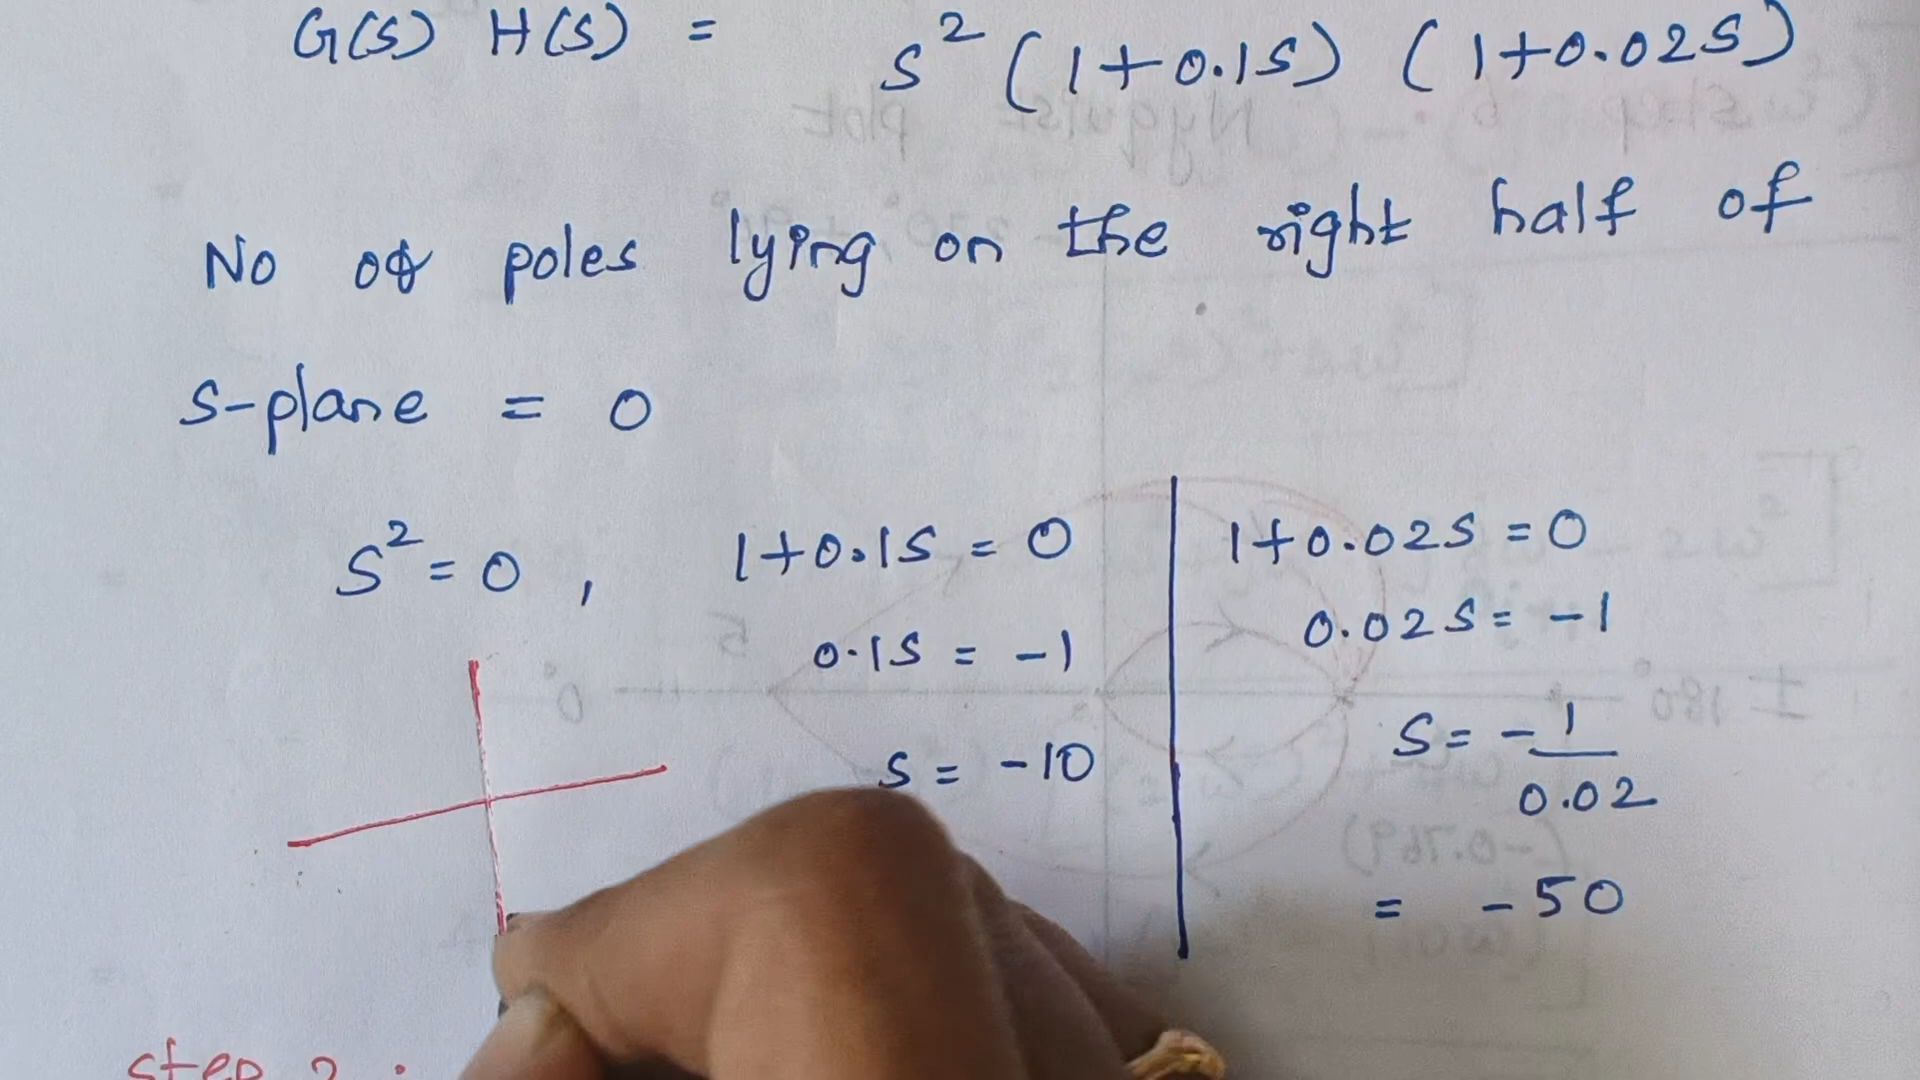 G(s) H(s) =
s² (1+0.1s) (1+0.02s)
No of poles lying on the right half of
s-plane = 0
s² = 0 ,
1+0.1s = 0
0.1s = -1
s = -10
1+0.02s = 0
0.02s = -1
s = - 1
0.02
= - 50
step 2 :